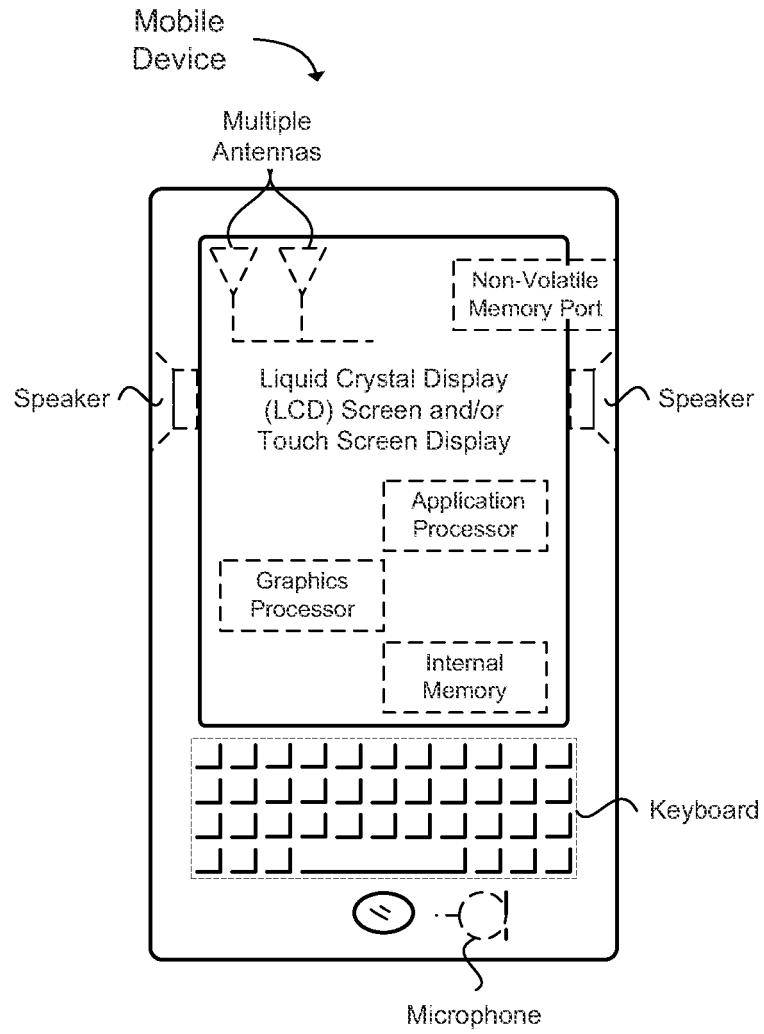 Mobile
Device
Multiple
Antennas
Non-Volatile
Memory Port
Speaker
Liquid Crystal Display
(LCD) Screen and/or
Touch Screen Display
Speaker
Application
Processor
Graphics
Processor
Internal
Memory
Keyboard
Microphone